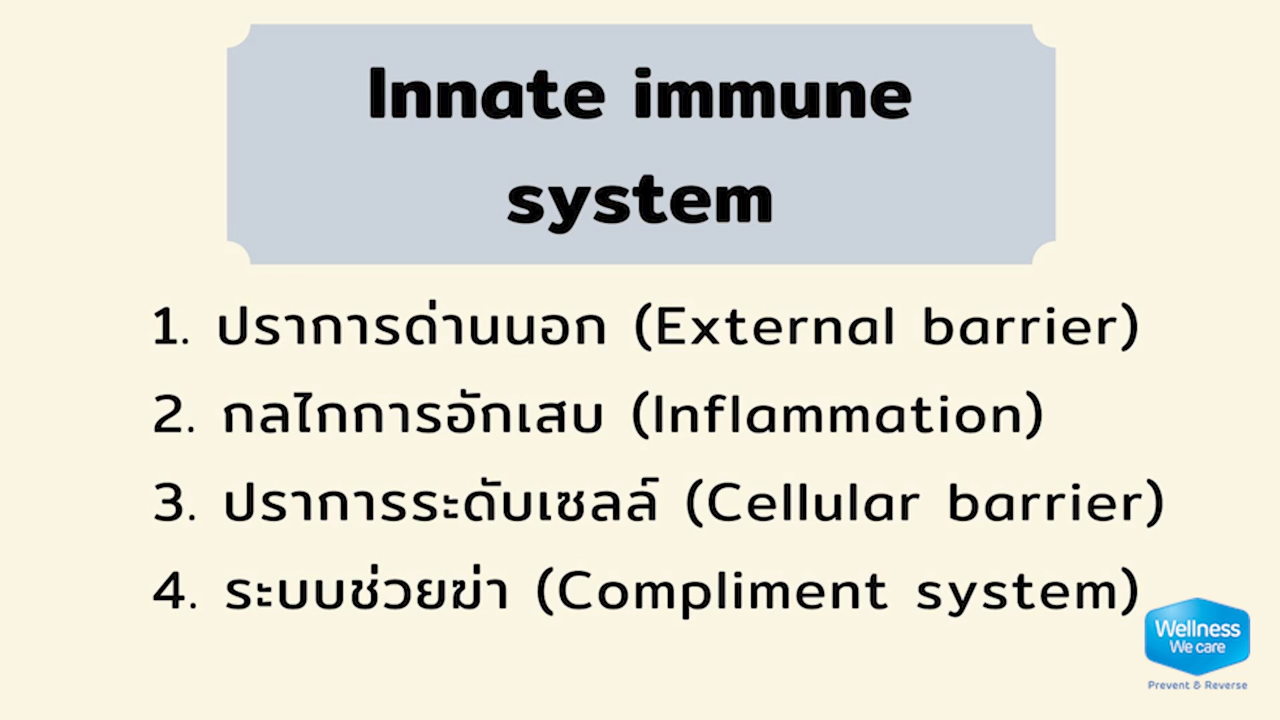 Innate immune
system
1. ปราการด่านนอก (External barrier)
2. กลไกการอักเสบ (Inflammation)
3. ปราการระดับเซลล์ (Cellular barrier)
4. ระบบช่วยฆ่า (Compliment system)
Wellness
We care
Prevent & Reverse